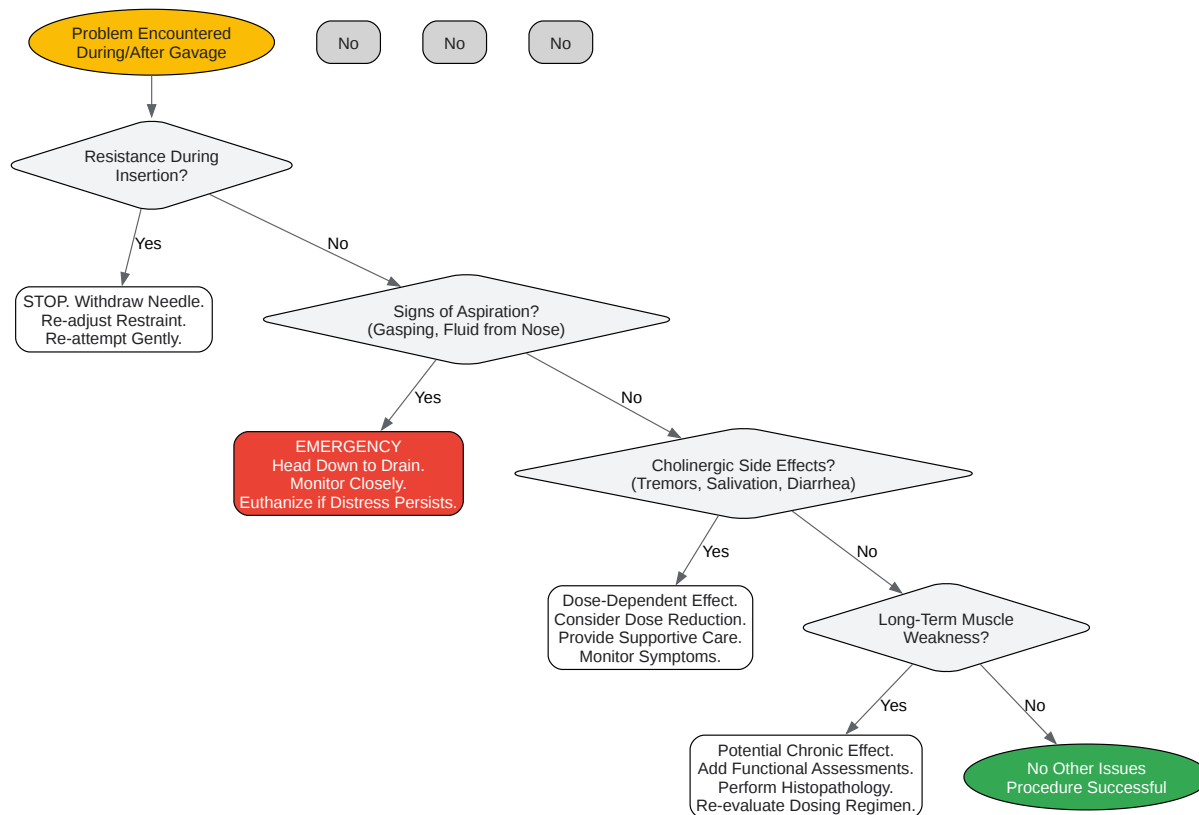 Problem Encountered
During/After Gavage
No
No
No
Resistance During
Insertion?
Yes
No
STOP. Withdraw Needle.
Re-adjust Restraint.
Re-attempt Gently.
Signs of Aspiration?
(Gasping, Fluid from Nose)
Yes
No
EMERGENCY
Head Down to Drain.
Monitor Closely.
Euthanize if Distress Persists.
Cholinergic Side Effects?
(Tremors, Salivation, Diarrhea)
Yes
No
Dose-Dependent Effect.
Consider Dose Reduction.
Provide Supportive Care.
Monitor Symptoms.
Long-Term Muscle
Weakness?
Yes
No
Potential Chronic Effect.
Add Functional Assessments.
Perform Histopathology.
Re-evaluate Dosing Regimen.
No Other Issues
Procedure Successful